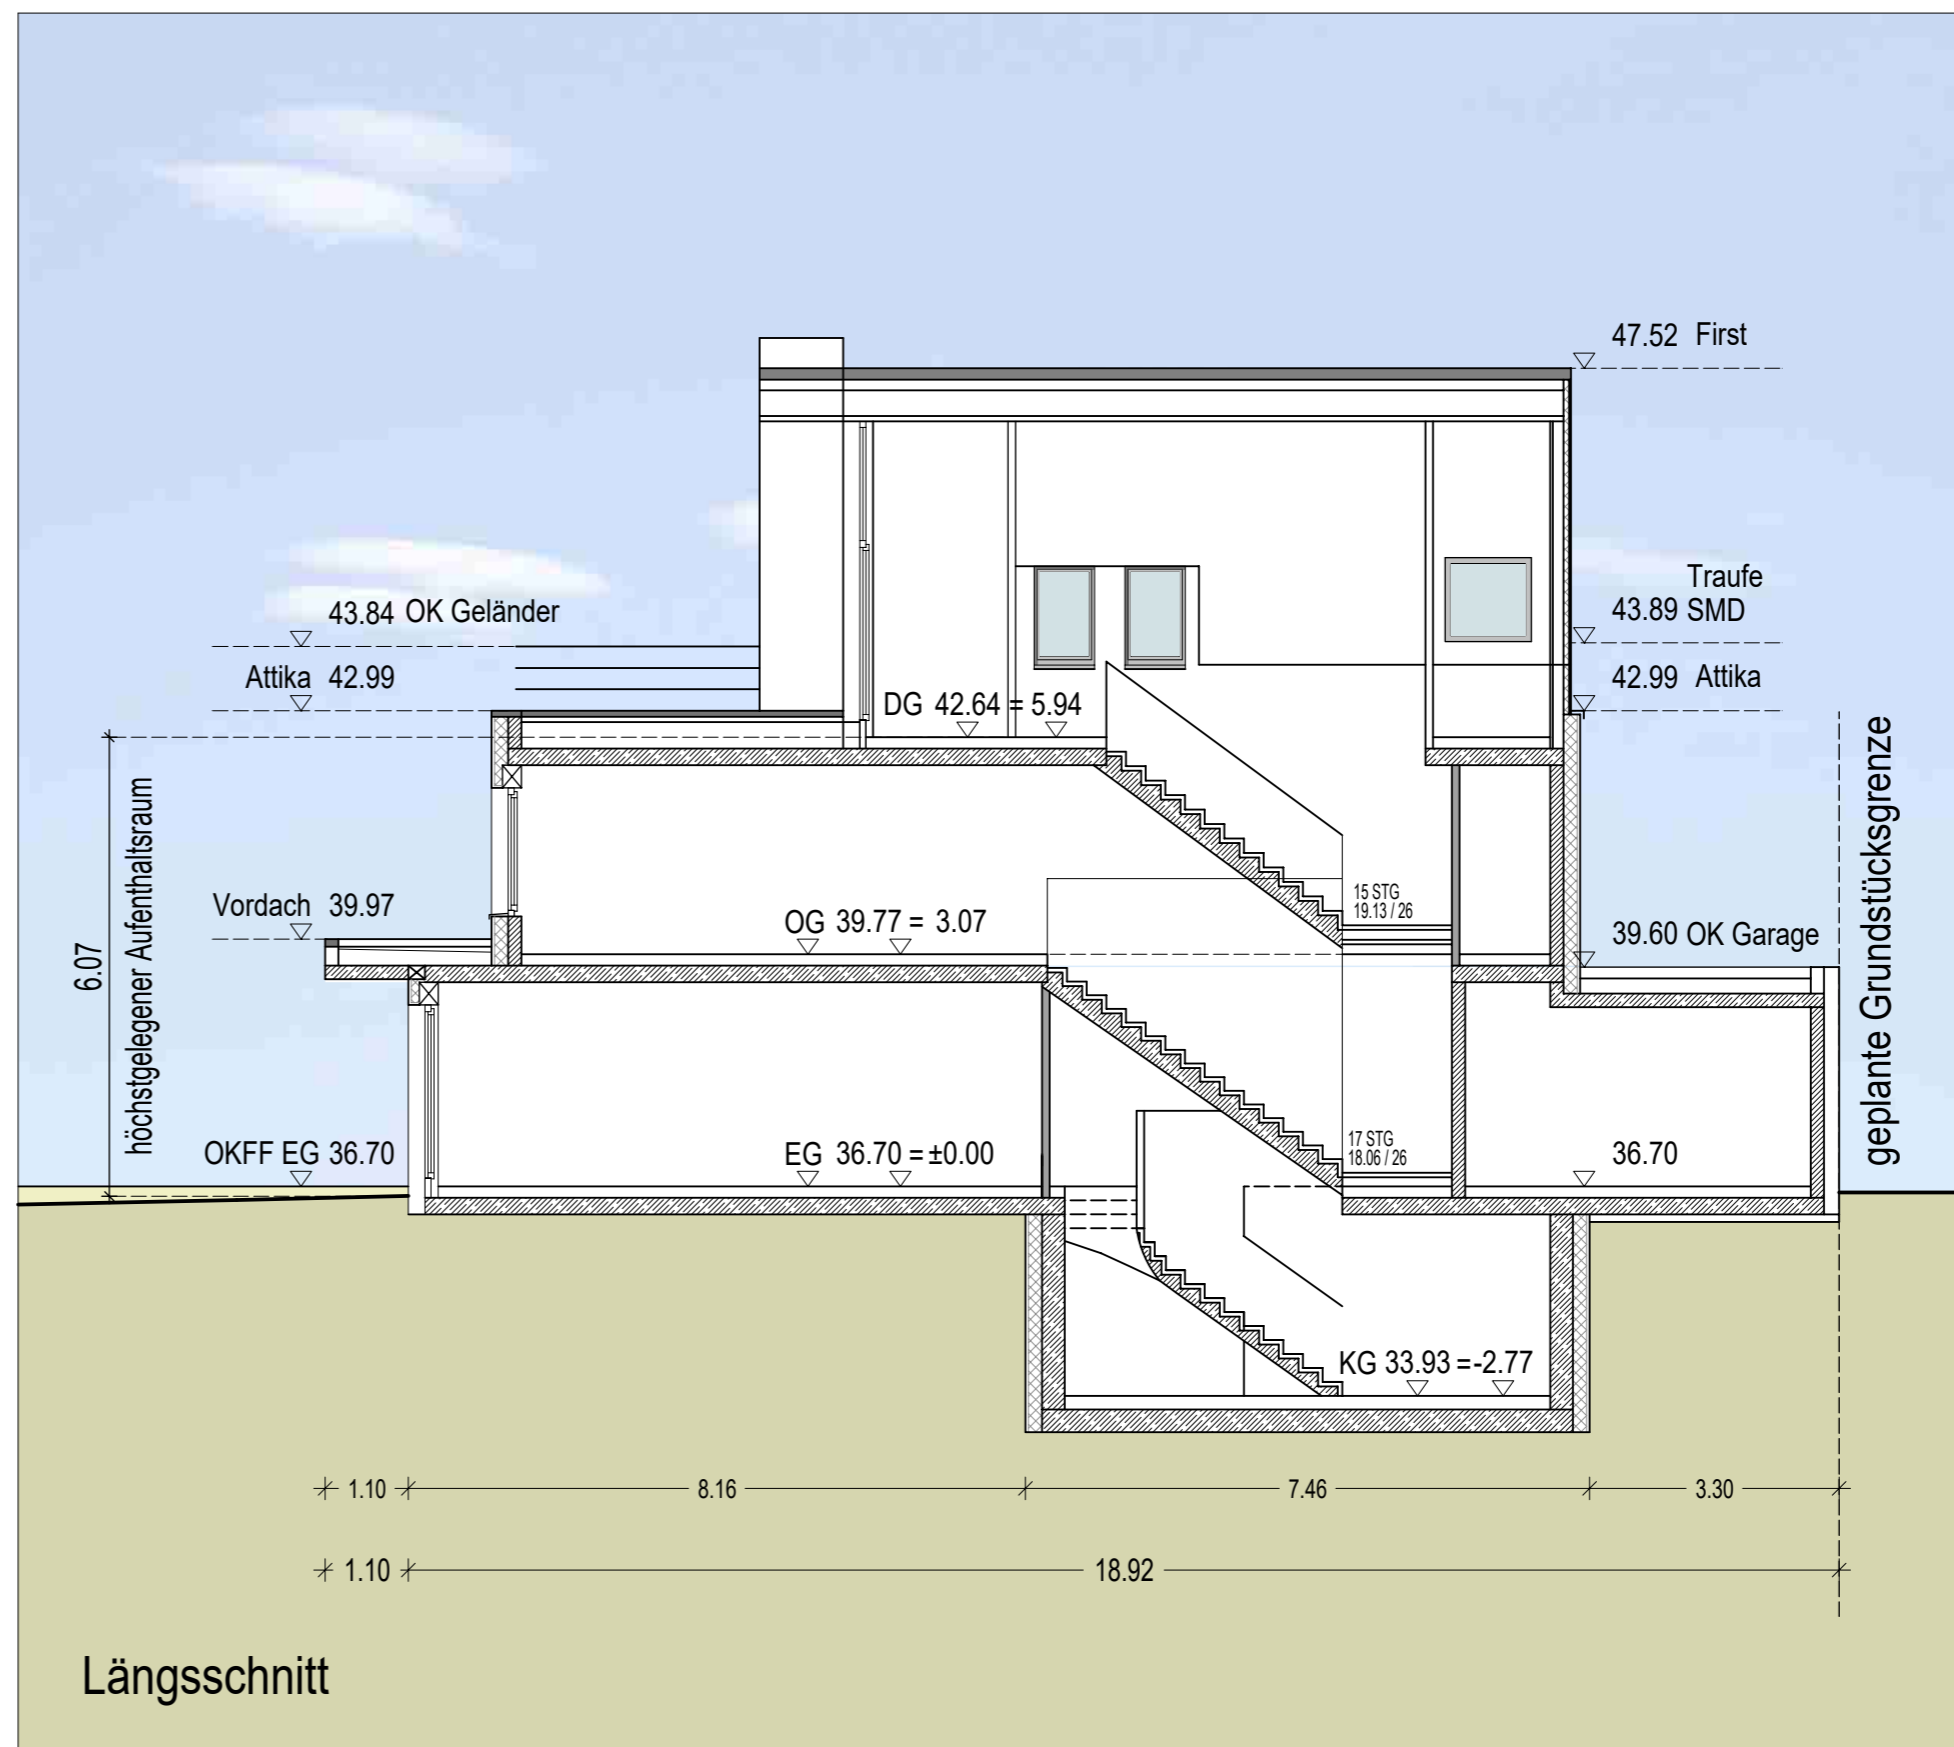 47.52 First
Traufe
43.84 OK Geländer
43.89 SMD
Attika 42.99
42.99 Attika
DG 42.64 = 5.94
geplante Grundstücksgrenze
höchstgelegener Aufenthaltsraum
6.07
15 STG
19.13 / 26
Vordach 39.97
OG 39.77 = 3.07
39.60 OK Garage
17 STG
18.06 / 26
OKFF EG 36.70
EG 36.70 = ±0.00
36.70
KG 33.93 = -2.77
1.10 8.16 7.46 3.30
1.10 18.92
Längsschnitt